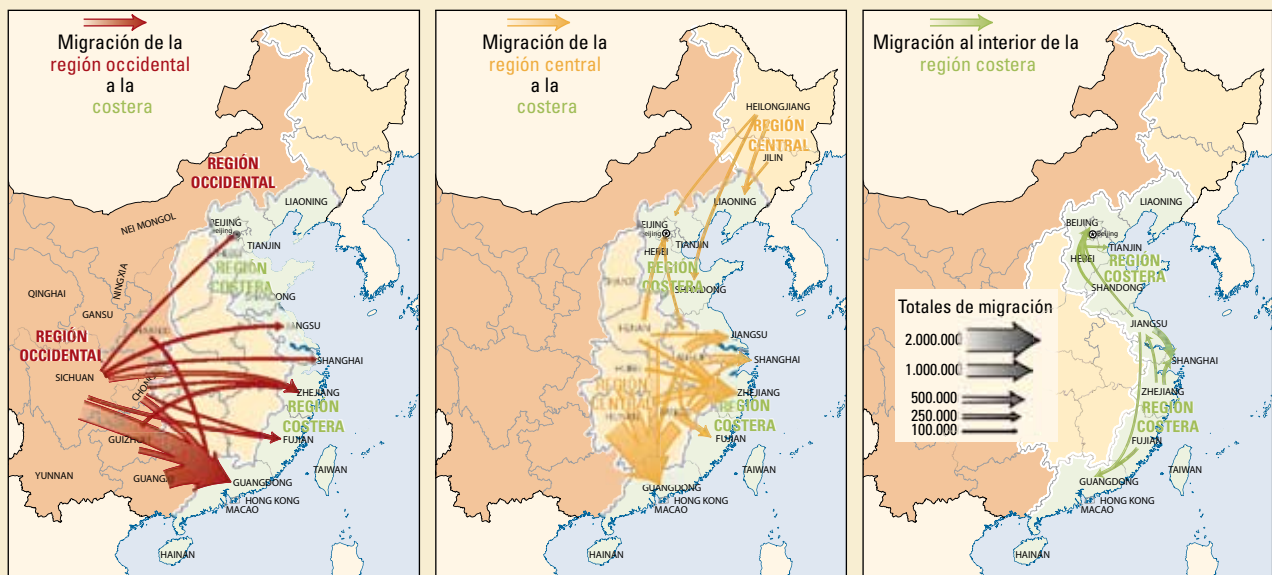 Migración de la
región occidental
a la
costera
REGIÓN
OCCIDENTAL
NEI MONGOL
LIAONING
BEIJING
Beijing
TIANJIN
REGIÓN
COSTERA
NINGXIA
QINGHAI
GANSU
REGIÓN
OCCIDENTAL
SICHUAN
SHANGHAI
ZHEJIANG
REGIÓN
COSTERA
FUJIAN
YUNNAN
GUANGDONG
TAIWAN
HONG KONG
MACAO
HAINAN
Migración de la
región central
a la
costera
HEILONGJIANG
REGIÓN
CENTRAL
JILIN
LIAONING
BEIJING
Beijing
TIANJIN
HEBEI
REGIÓN
COSTERA
SHANDONG
JIANGSU
SHANGHAI
REGIÓN
CENTRAL
ZHEJIANG
REGIÓN
COSTERA
FUJIAN
TAIWAN
GUANGDONG
HONG KONG
MACAO
HAINAN
Migración al interior de la
región costera
LIAONING
BEIJING
Beijing
TIANJIN
HEBEI
REGIÓN
COSTERA
SHANDONG
Totales de migración
2.000.000
1.000.000
500.000
250.000
100.000
JIANGSU
SHANGHAI
ZHEJIANG
REGIÓN
COSTERA
FUJIAN
TAIWAN
GUANGDONG
HONG KONG
MACAO
HAINAN